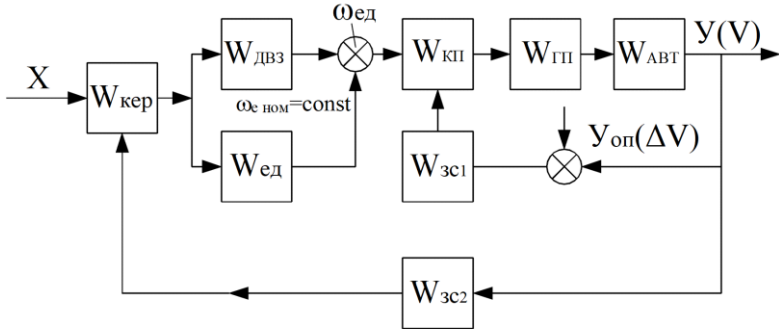 ωед
У(V)
X
Wкер
WДВЗ
WКП
WГП
WАВТ
ωе ном=const
Wед
Wзс1
Уоп(ΔV)
Wзс2